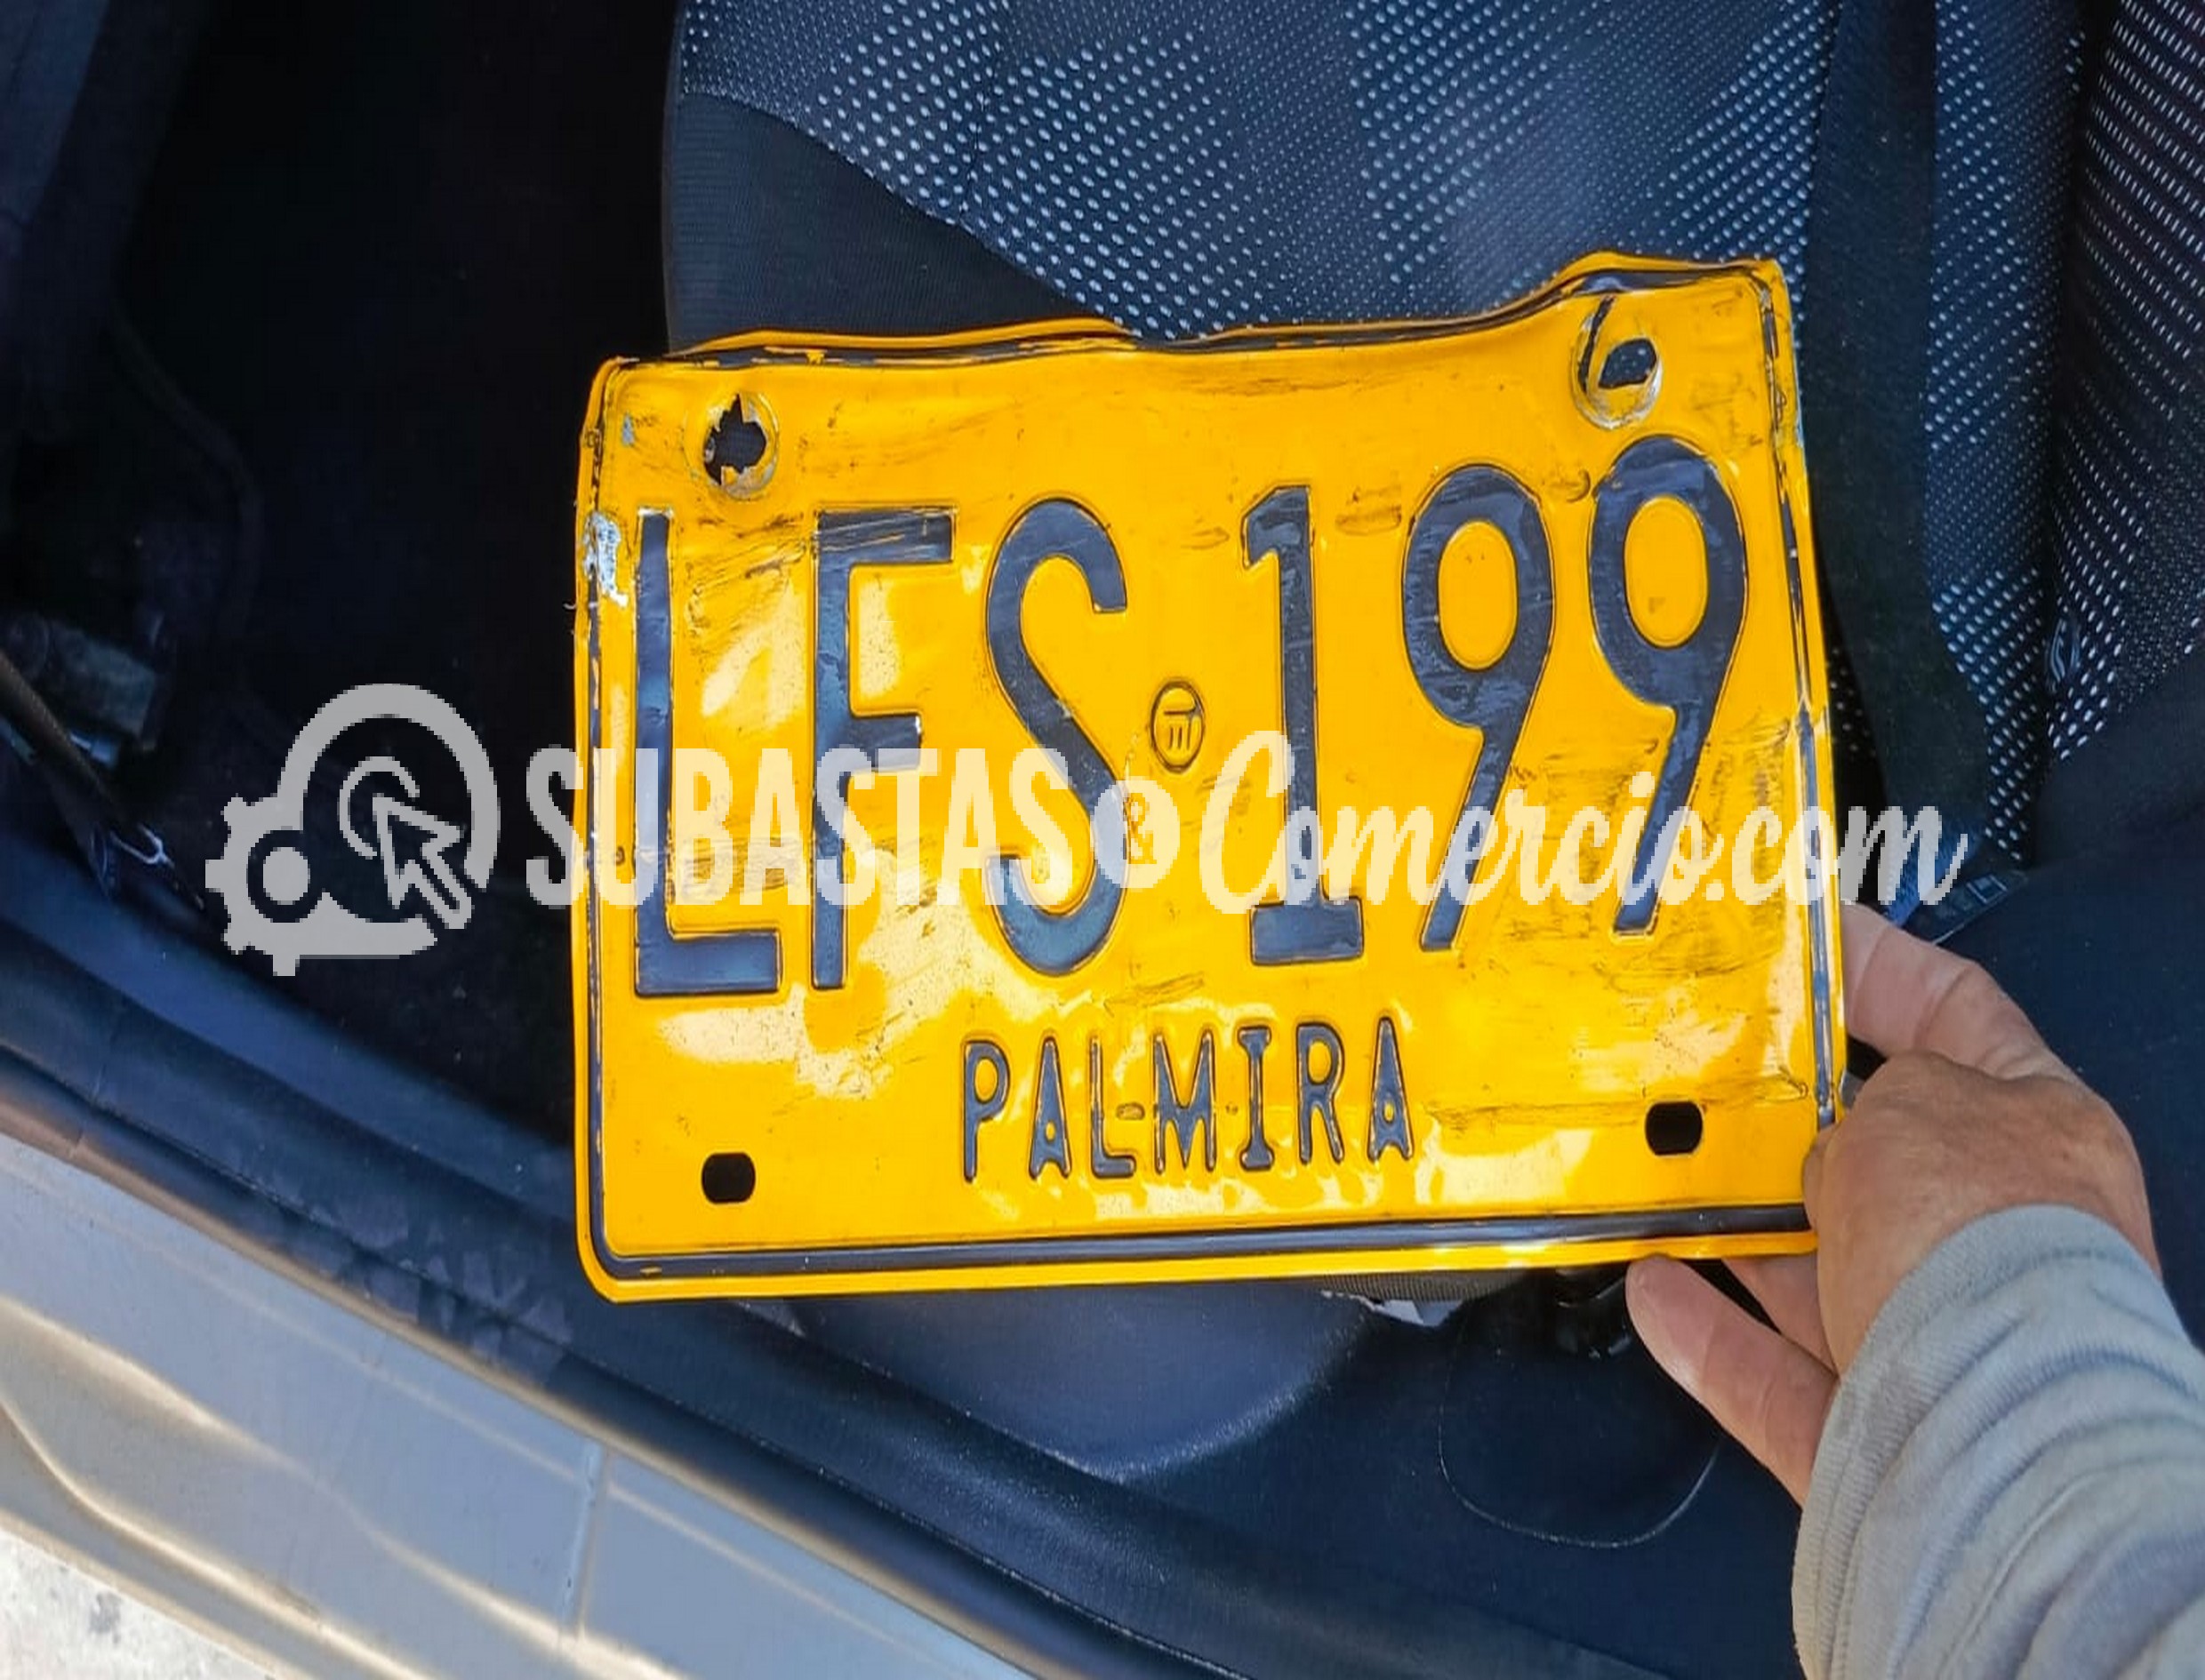 LFS 199
SUBASTAS & Comercio.com
PALMIRA